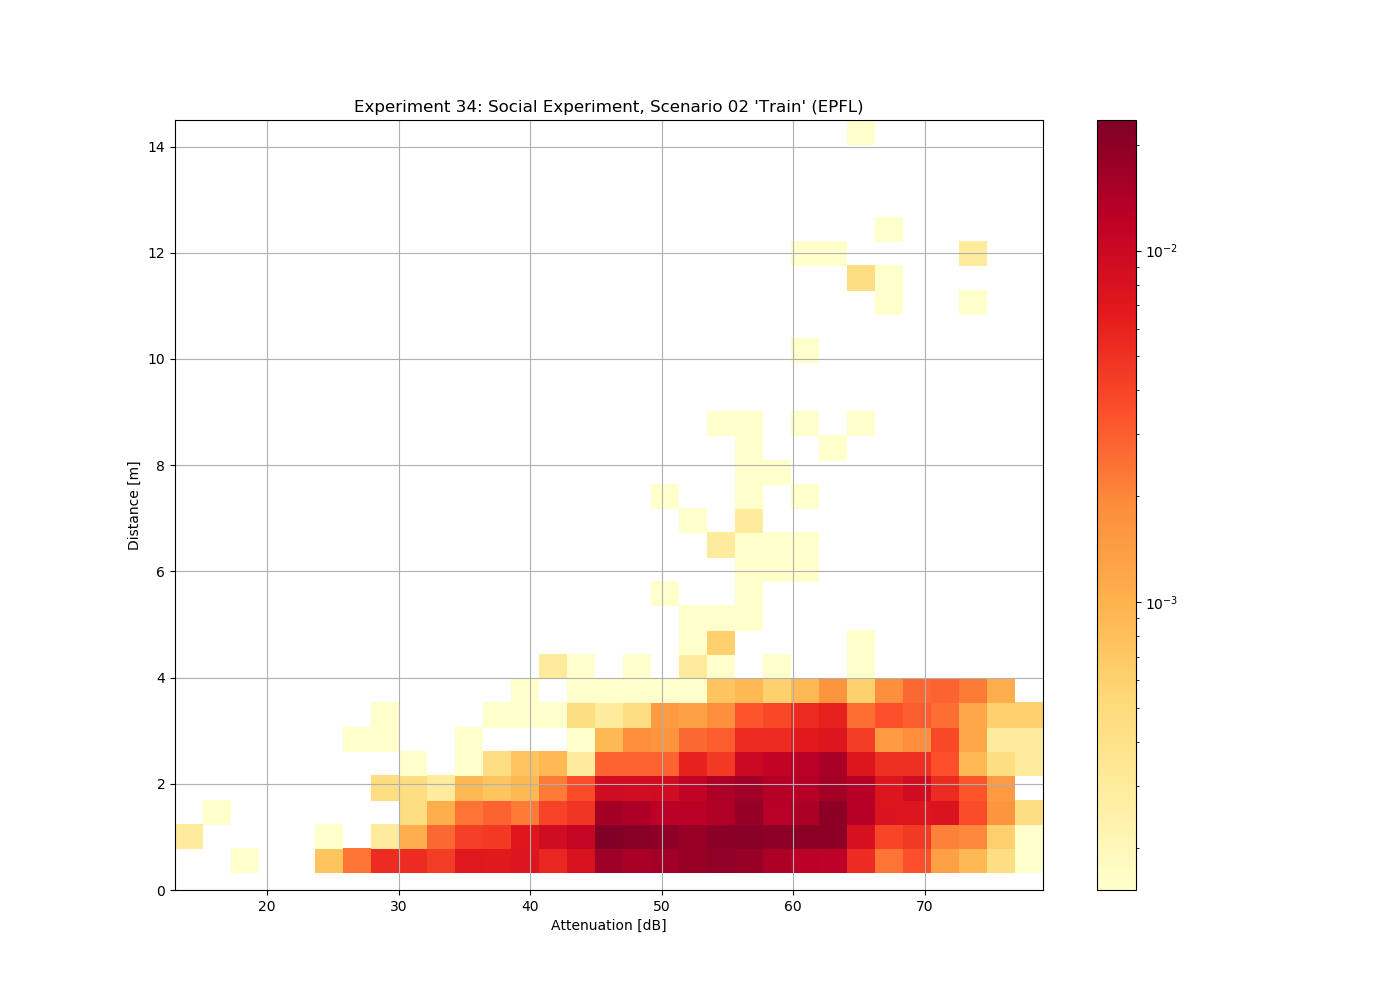 Experiment 34: Social Experiment, Scenario 02 'Train' (EPFL)
14
12
10
8
6
4
2
0
Distance [m]
20 30 40 50 60 70
Attenuation [dB]
10⁻²
10⁻³